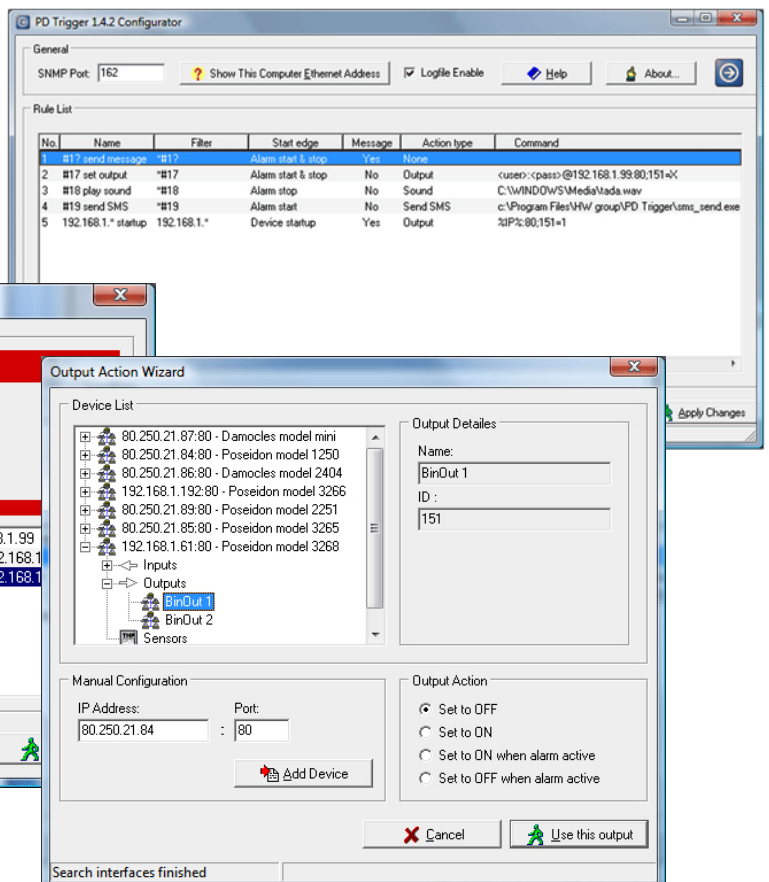 PD Trigger 1.4.2 Configurator
General
SNMP Port: 162
? Show This Computer Ethernet Address
Logfile Enable
Help
About...
Rule List
No. Name Filter Start edge Message Action type Command
1 #1? send message *#1? Alarm start & stop Yes None
2 #17 set output *#17 Alarm start & stop No Output <user>:<pass>@192.168.1.99:80;151=X
3 #18 play sound *#18 Alarm stop No Sound C:\WINDOWS\Media\tada.wav
4 #19 send SMS *#19 Alarm start No Send SMS c:\Program Files\HW group\PD Trigger\sms_send.exe
5 192.168.1.* startup 192.168.1.* Device startup Yes Output %IP%:80;151=1
Apply Changes
3.1.99
2.168.1
2.168.1
Output Action Wizard
Device List
80.250.21.87:80 - Damocles model mini
80.250.21.84:80 - Poseidon model 1250
80.250.21.86:80 - Damocles model 2404
192.168.1.192:80 - Poseidon model 3266
80.250.21.89:80 - Poseidon model 2251
80.250.21.85:80 - Poseidon model 3265
192.168.1.61:80 - Poseidon model 3268
Inputs
Outputs
BinOut 1
BinOut 2
Sensors
Output Detailes
Name:
BinOut 1
ID :
151
Manual Configuration
IP Address: Port:
80.250.21.84 : 80
Add Device
Output Action
Set to OFF
Set to ON
Set to ON when alarm active
Set to OFF when alarm active
Cancel
Use this output
Search interfaces finished